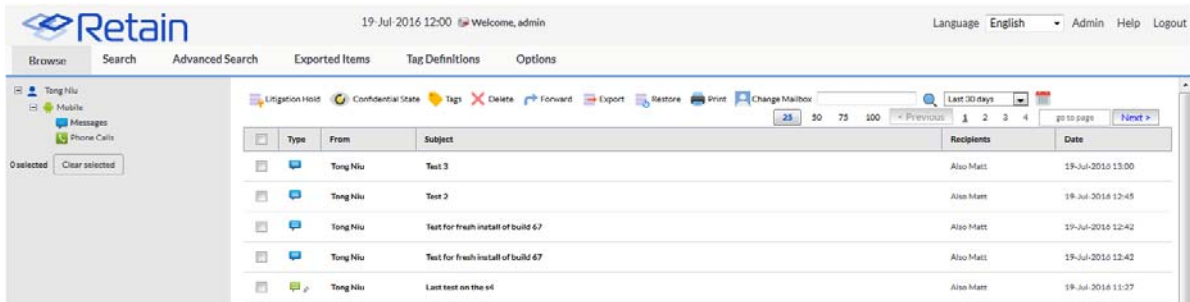 Retain
19-Jul-2016 12:00 Welcome, admin
Language English Admin Help Logout
Browse Search Advanced Search Exported Items Tag Definitions Options
Tong Niu
Mobile
Messages
Phone Calls
0 selected Clear selected
Litigation Hold Confidential State Tags Delete Forward Export Restore Print Change Mailbox Last 30 days
25 50 75 100 < Previous 1 2 3 4 go to page Next >
Type From Subject Recipients Date
Tong Niu Test 3 Also Matt 19-Jul-2016 13:00
Tong Niu Test 2 Also Matt 19-Jul-2016 12:45
Tong Niu Test for fresh install of build 67 Also Matt 19-Jul-2016 12:42
Tong Niu Test for fresh install of build 67 Also Matt 19-Jul-2016 12:42
Tong Niu Last test on the s4 Also Matt 19-Jul-2016 11:27